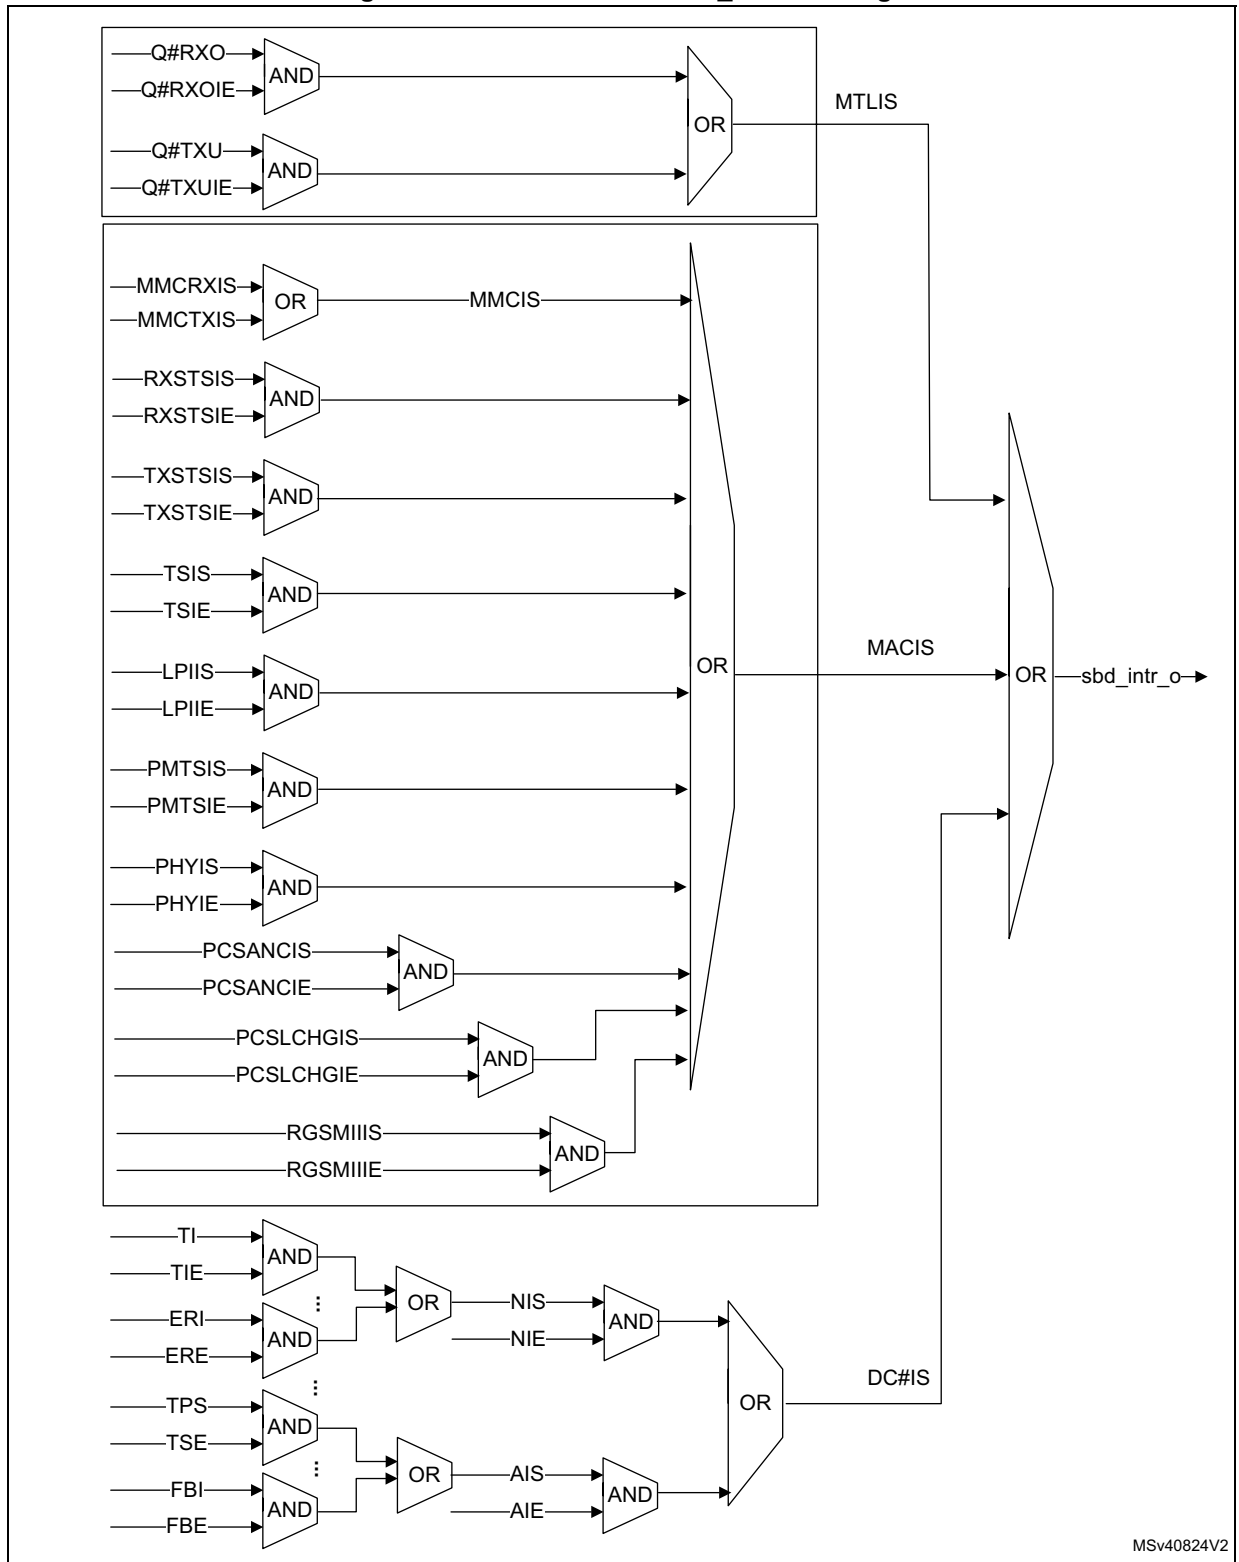 Q#RXO
AND
Q#RXOIE
MTLIS
OR
Q#TXU
AND
Q#TXUIE
MMCRXIS
OR
MMCIS
MMCTXIS
RXSTSIS
AND
RXSTSIE
TXSTSIS
AND
TXSTSIE
TSIS
AND
TSIE
MACIS
LPIIS
OR
OR
sbd_intr_o
AND
LPIIE
PMTSIS
AND
PMTSIE
PHYIS
AND
PHYIE
PCSANCIS
AND
PCSANCIE
PCSLCHGIS
AND
PCSLCHGIE
RGSMIIIS
AND
RGSMIIIE
TI
AND
TIE
...
OR
NIS
ERI
AND
AND
NIE
ERE
...
DC#IS
TPS
OR
AND
TSE
...
OR
AIS
FBI
AND
AND
AIE
FBE
MSv40824V2